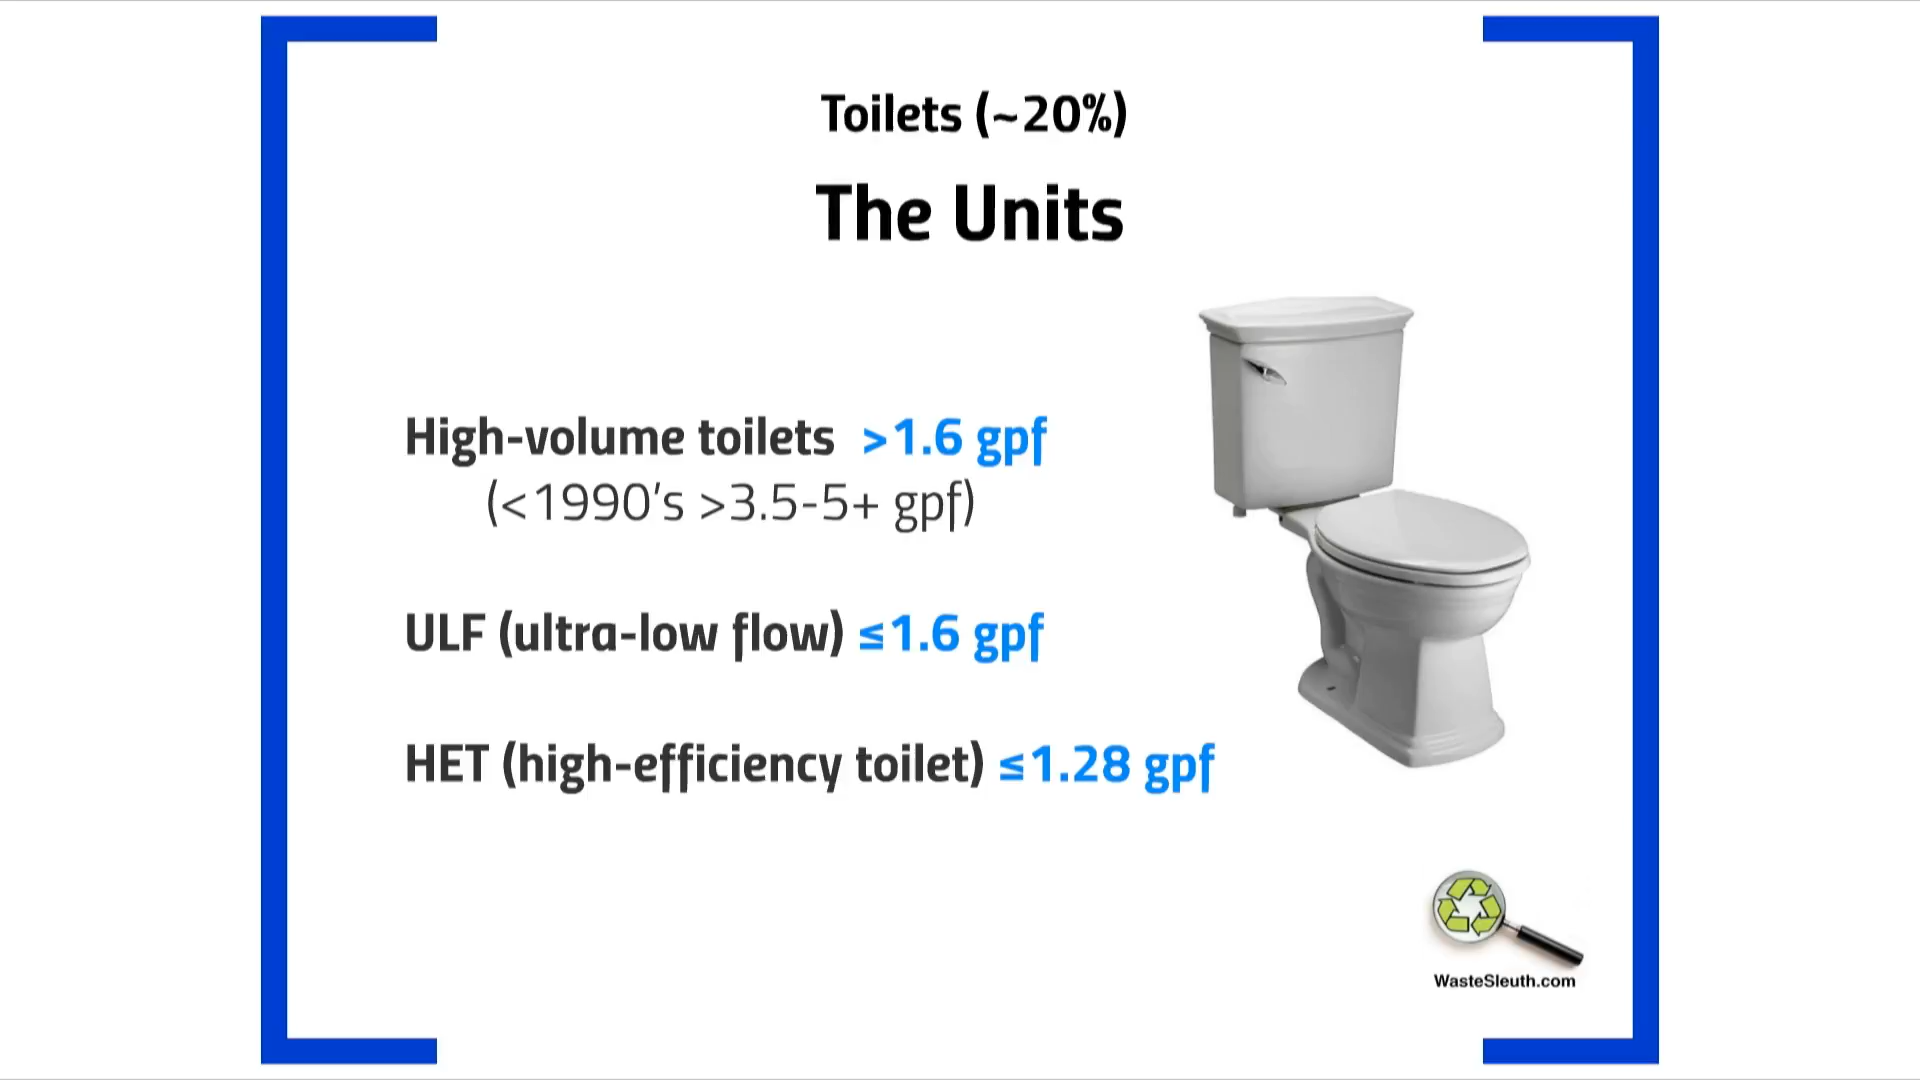 Toilets (~20%)
The Units
High-volume toilets >1.6 gpf
(<1990's >3.5-5+ gpf)
ULF (ultra-low flow) ≤1.6 gpf
HET (high-efficiency toilet) ≤1.28 gpf
WasteSleuth.com